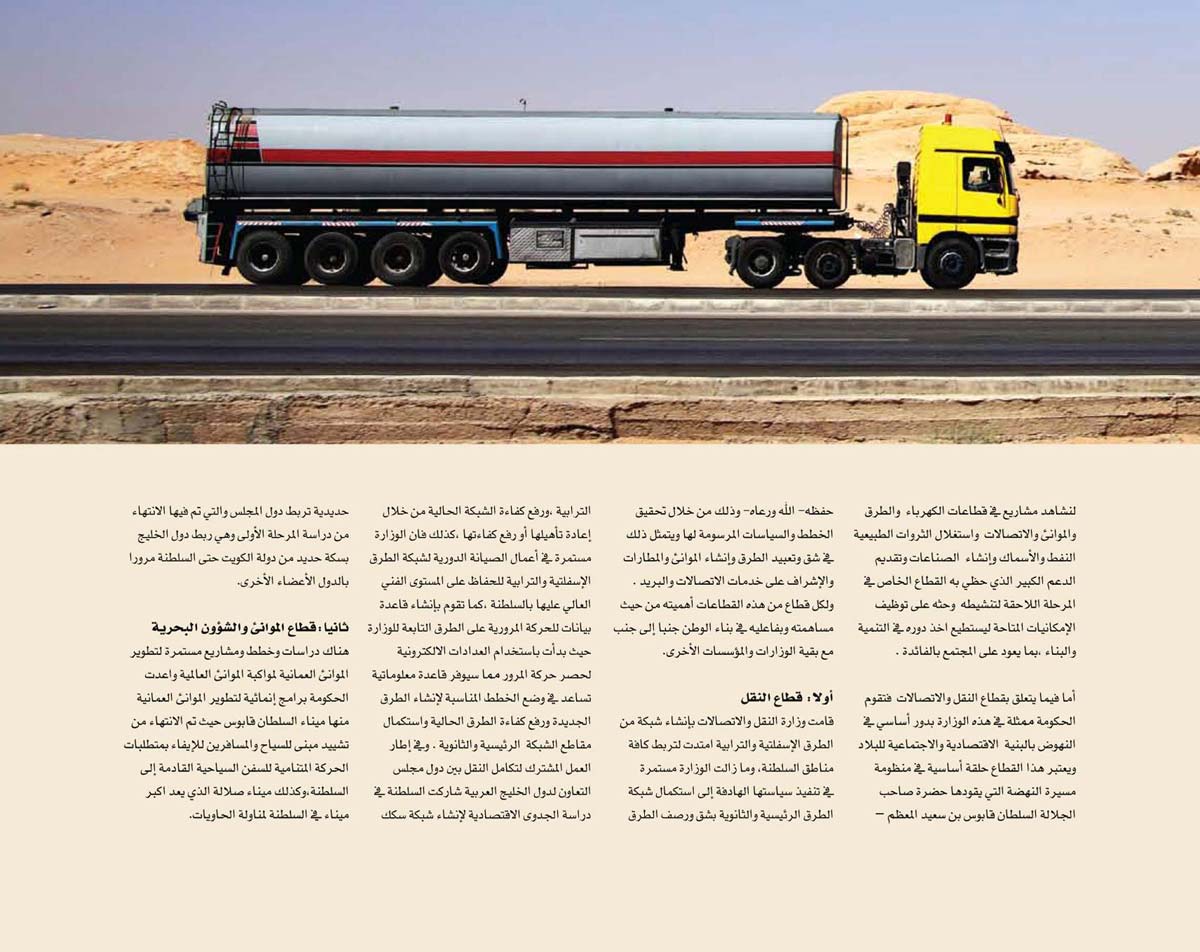 لنشاهد مشاريع في قطاعات الكهرباء والطرق
والموانئ والاتصالات واستغلال الثروات الطبيعية
النفط والأسماك وإنشاء الصناعات وتقديم
الدعم الكبير الذي حظي به القطاع الخاص في
المرحلة اللاحقة لتنشيطه وحثه على توظيف
الإمكانيات المتاحة ليستطيع اخذ دوره في التنمية
والبناء ،بما يعود على المجتمع بالفائدة .
أما فيما يتعلق بقطاع النقل والاتصالات فتقوم
الحكومة ممثلة في هذه الوزارة بدور أساسي في
النهوض بالبنية الاقتصادية والاجتماعية للبلاد
ويعتبر هذا القطاع حلقة أساسية في منظومة
مسيرة النهضة التي يقودها حضرة صاحب
الجلالة السلطان قابوس بن سعيد المعظم –
حفظه- الله ورعاه- وذلك من خلال تحقيق
الخطط والسياسات المرسومة لها ويتمثل ذلك
في شق وتعبيد الطرق وإنشاء الموانئ والمطارات
والإشراف على خدمات الاتصالات والبريد .
ولكل قطاع من هذه القطاعات أهميته من حيث
مساهمته وبفاعليه في بناء الوطن جنبا إلى جنب
مع بقية الوزارات والمؤسسات الأخرى.
أولا: قطاع النقل
قامت وزارة النقل والاتصالات بإنشاء شبكة من
الطرق الإسفلتية والترابية امتدت لتربط كافة
مناطق السلطنة، وما زالت الوزارة مستمرة
في تنفيذ سياستها الهادفة إلى استكمال شبكة
الطرق الرئيسية والثانوية بشق ورصف الطرق
الترابية ،ورفع كفاءة الشبكة الحالية من خلال
إعادة تأهيلها أو رفع كفاءتها ،كذلك فان الوزارة
مستمرة في أعمال الصيانة الدورية لشبكة الطرق
الإسفلتية والترابية للحفاظ على المستوى الفني
العالي عليها بالسلطنة ،كما تقوم بإنشاء قاعدة
بيانات للحركة المرورية على الطرق التابعة للوزارة
حيث بدأت باستخدام العدادات الالكترونية
لحصر حركة المرور مما سيوفر قاعدة معلوماتية
تساعد في وضع الخطط المناسبة لإنشاء الطرق
الجديدة ورفع كفاءة الطرق الحالية واستكمال
مقاطع الشبكة الرئيسية والثانوية . وفي إطار
العمل المشترك لتكامل النقل بين دول مجلس
التعاون لدول الخليج العربية شاركت السلطنة في
دراسة الجدوى الاقتصادية لإنشاء شبكة سكك
حديدية تربط دول المجلس والتي تم فيها الانتهاء
من دراسة المرحلة الأولى وهي ربط دول الخليج
بسكة حديد من دولة الكويت حتى السلطنة مرورا
بالدول الأعضاء الأخرى.
ثانيا: قطاع الموانئ والشؤون البحرية
هناك دراسات وخطط ومشاريع مستمرة لتطوير
الموانئ العمانية لمواكبة الموانئ العالمية واعدت
الحكومة برامج إنمائية لتطوير الموانئ العمانية
منها ميناء السلطان قابوس حيث تم الانتهاء من
تشييد مبنى للسياح والمسافرين للإيفاء بمتطلبات
الحركة المتنامية للسفن السياحية القادمة إلى
السلطنة،وكذلك ميناء صلالة الذي يعد اكبر
ميناء في السلطنة لمناولة الحاويات.